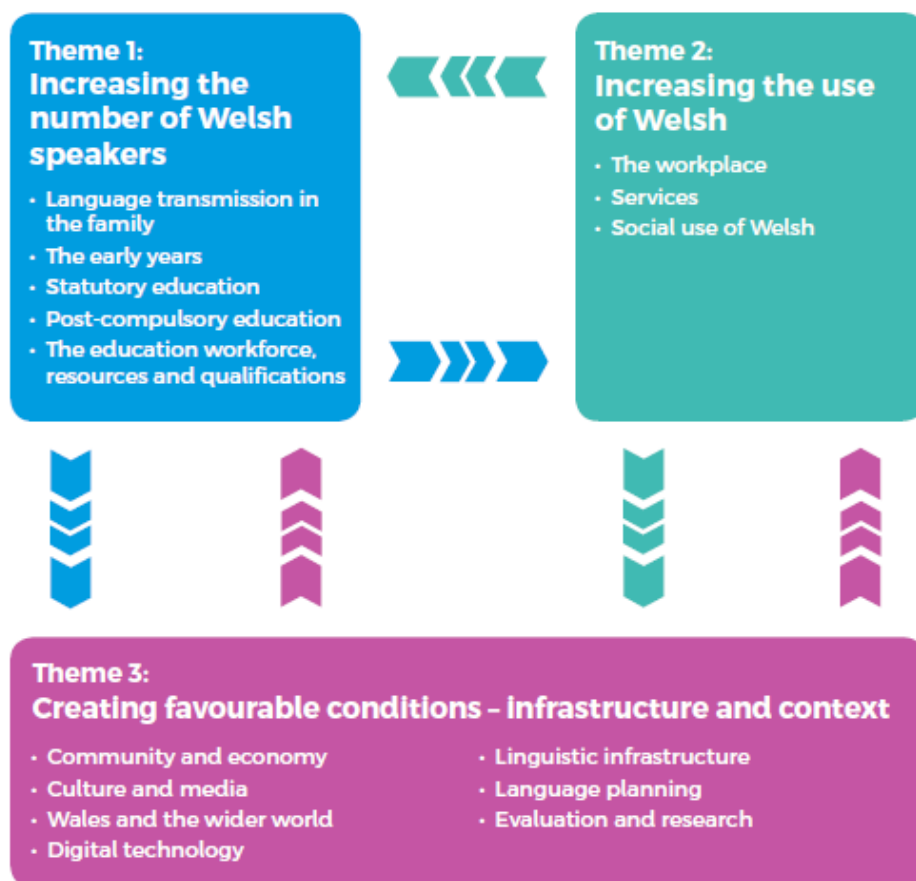 Theme 1:
Increasing the
number of Welsh
speakers
• Language transmission in
the family
• The early years
• Statutory education
• Post-compulsory education
• The education workforce,
resources and qualifications
Theme 2:
Increasing the use
of Welsh
• The workplace
• Services
• Social use of Welsh
Theme 3:
Creating favourable conditions – infrastructure and context
• Community and economy
• Culture and media
• Wales and the wider world
• Digital technology
• Linguistic infrastructure
• Language planning
• Evaluation and research